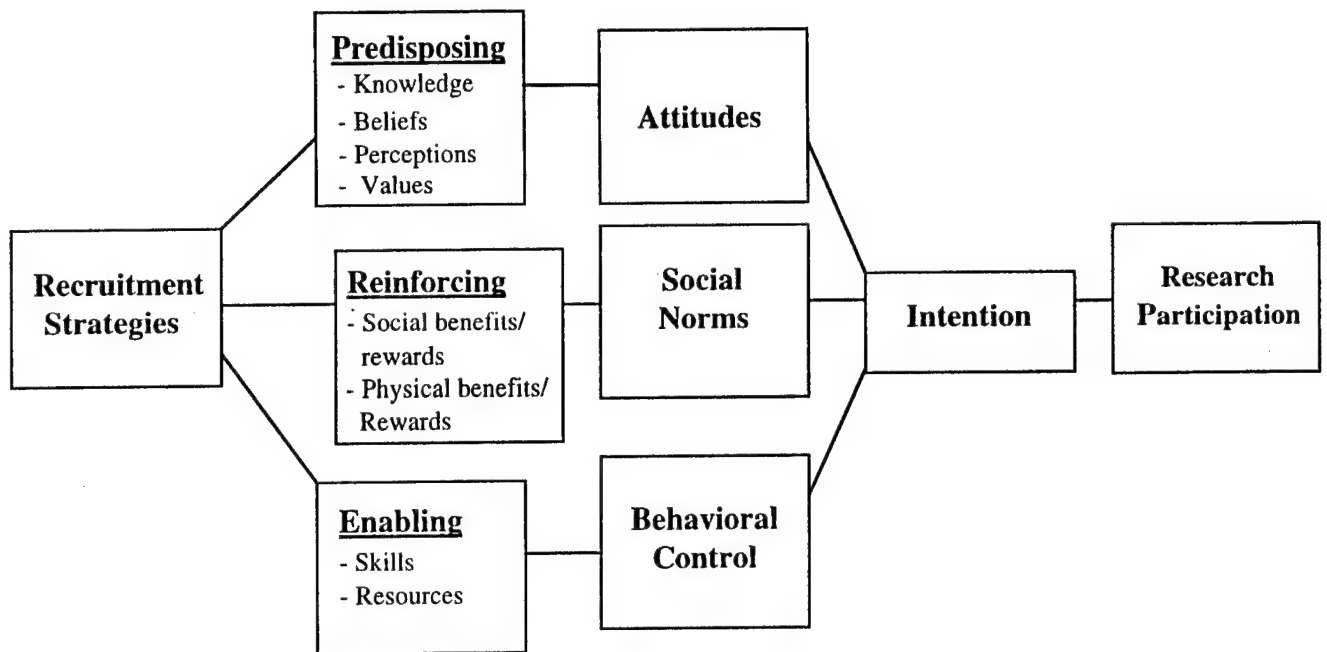 Predisposing
- Knowledge
- Beliefs
- Perceptions
- Values
Attitudes
Recruitment
Strategies
Reinforcing
- Social benefits/
rewards
- Physical benefits/
Rewards
Social
Norms
Intention
Research
Participation
Enabling
- Skills
- Resources
Behavioral
Control